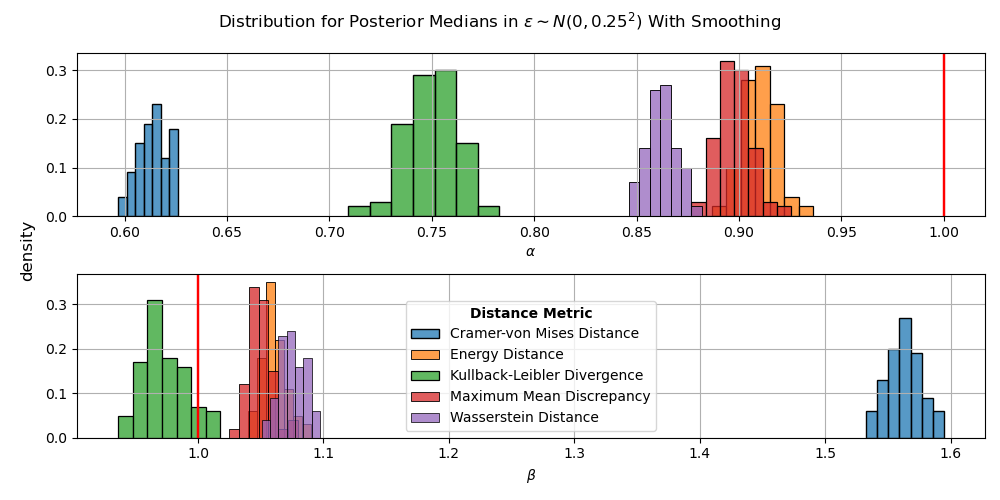 Distribution for Posterior Medians in ε ~ N(0, 0.25²) With Smoothing
density
0.3
0.2
0.1
0.0
0.60 0.65 0.70 0.75 0.80 0.85 0.90 0.95 1.00
α
0.3
0.2
0.1
0.0
Distance Metric
Cramer-von Mises Distance
Energy Distance
Kullback-Leibler Divergence
Maximum Mean Discrepancy
Wasserstein Distance
1.0 1.1 1.2 1.3 1.4 1.5 1.6
β